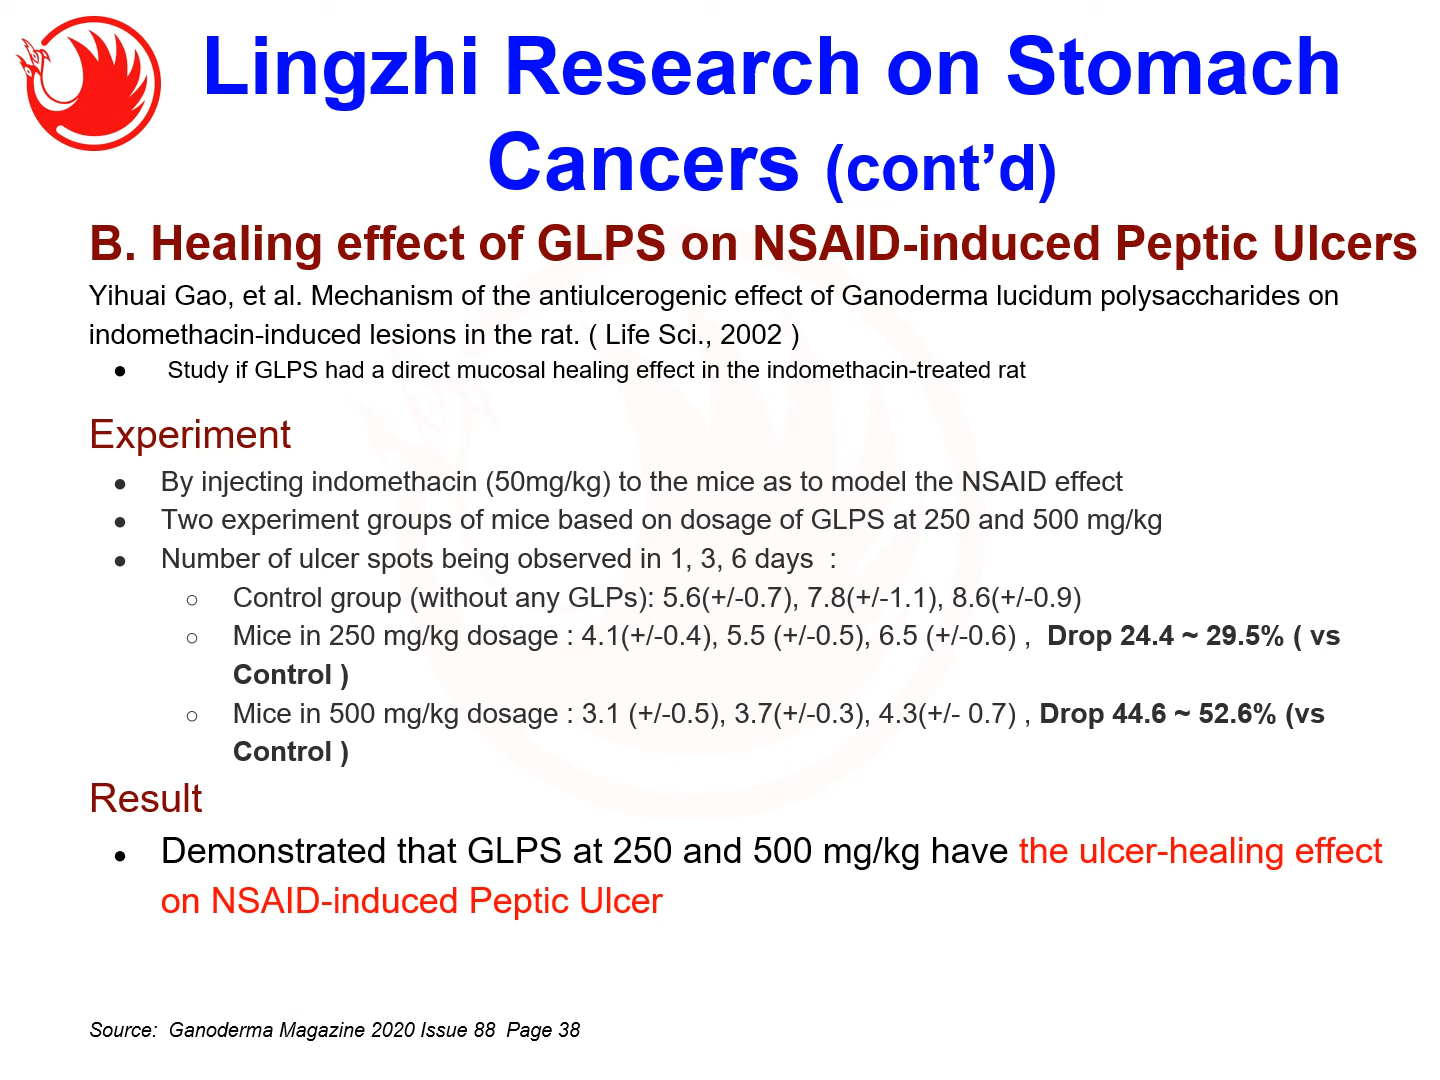 Lingzhi Research on Stomach
Cancers (cont’d)
B. Healing effect of GLPS on NSAID-induced Peptic Ulcers
Yihuai Gao, et al. Mechanism of the antiulcerogenic effect of Ganoderma lucidum polysaccharides on
indomethacin-induced lesions in the rat. ( Life Sci., 2002 )
● Study if GLPS had a direct mucosal healing effect in the indomethacin-treated rat
Experiment
● By injecting indomethacin (50mg/kg) to the mice as to model the NSAID effect
● Two experiment groups of mice based on dosage of GLPS at 250 and 500 mg/kg
● Number of ulcer spots being observed in 1, 3, 6 days :
○ Control group (without any GLPs): 5.6(+/-0.7), 7.8(+/-1.1), 8.6(+/-0.9)
○ Mice in 250 mg/kg dosage : 4.1(+/-0.4), 5.5 (+/-0.5), 6.5 (+/-0.6) , Drop 24.4 ~ 29.5% ( vs
Control )
○ Mice in 500 mg/kg dosage : 3.1 (+/-0.5), 3.7(+/-0.3), 4.3(+/- 0.7) , Drop 44.6 ~ 52.6% (vs
Control )
Result
● Demonstrated that GLPS at 250 and 500 mg/kg have the ulcer-healing effect
on NSAID-induced Peptic Ulcer
Source: Ganoderma Magazine 2020 Issue 88 Page 38